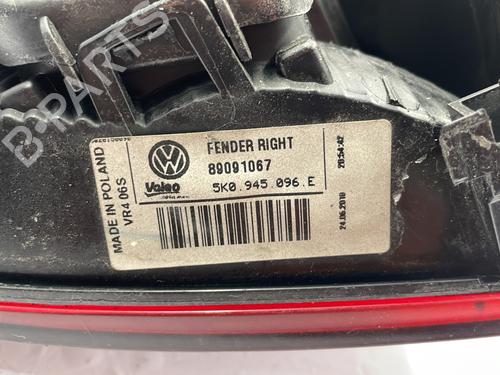 FENDER RIGHT
89091067
Valeo
5K0.945.096.E
MADE IN POLAND
VR4.06S
20:54:42
24.06.2010
B-PARTS